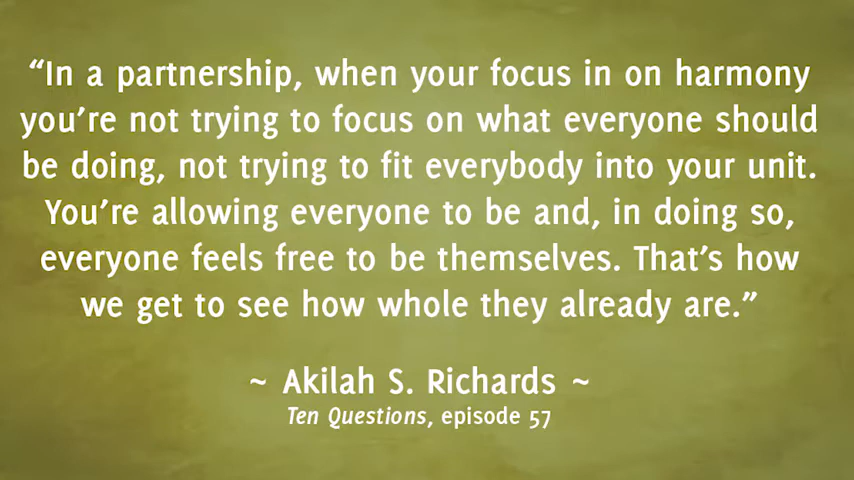 “In a partnership, when your focus in on harmony
you’re not trying to focus on what everyone should
be doing, not trying to fit everybody into your unit.
You’re allowing everyone to be and, in doing so,
everyone feels free to be themselves. That’s how
we get to see how whole they already are.”
~ Akilah S. Richards ~
Ten Questions, episode 57